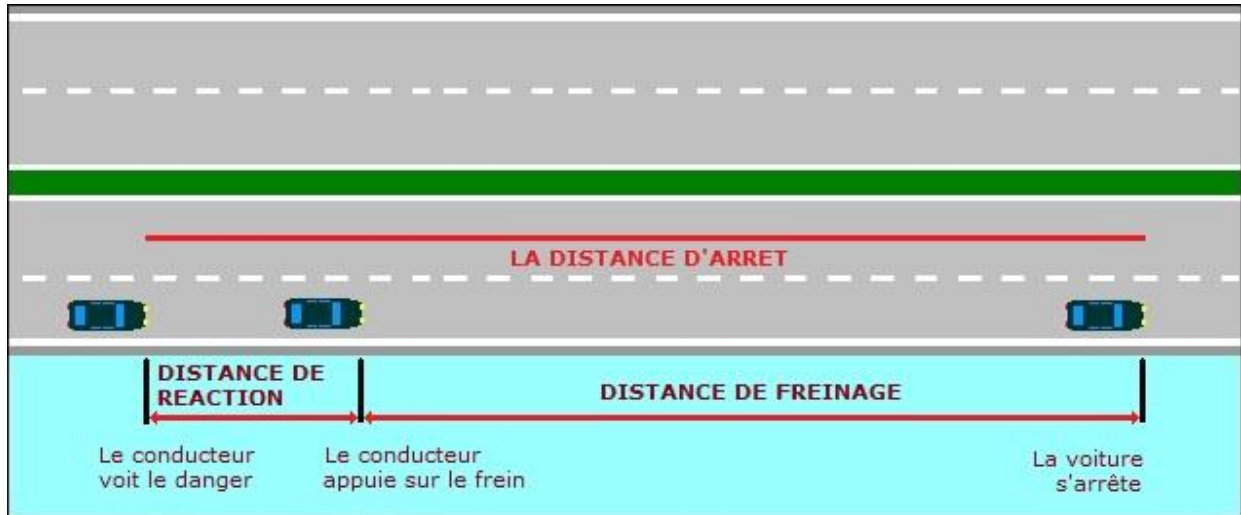 LA DISTANCE D'ARRET
DISTANCE DE
REACTION
DISTANCE DE FREINAGE
Le conducteur
voit le danger
Le conducteur
appuie sur le frein
La voiture
s'arrête